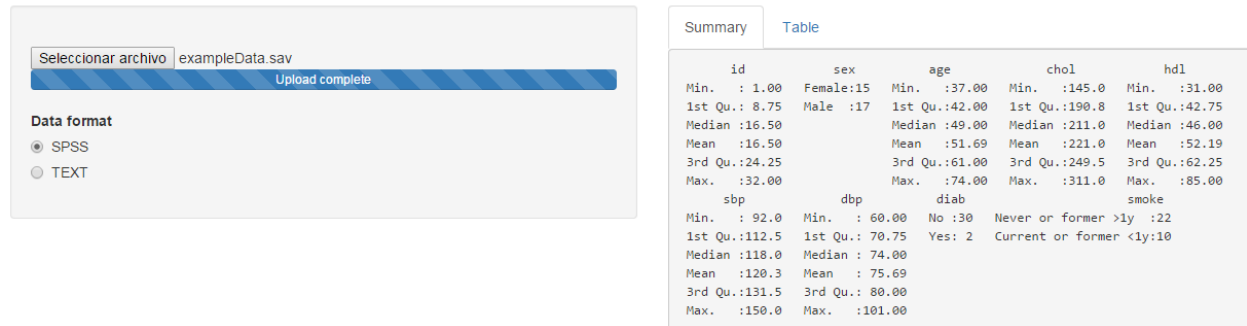 Seleccionar archivo exampleData.sav
Upload complete
Data format
SPSS
TEXT
Summary Table
id sex age chol hdl
Min. : 1.00 Female:15 Min. :37.00 Min. :145.0 Min. :31.00
1st Qu.: 8.75 Male :17 1st Qu.:42.00 1st Qu.:190.8 1st Qu.:42.75
Median :16.50 Median :49.00 Median :211.0 Median :46.00
Mean :16.50 Mean :51.69 Mean :221.0 Mean :52.19
3rd Qu.:24.25 3rd Qu.:61.00 3rd Qu.:249.5 3rd Qu.:62.25
Max. :32.00 Max. :74.00 Max. :311.0 Max. :85.00
sbp dbp diab smoke
Min. : 92.0 Min. : 60.00 No :30 Never or former >1y :22
1st Qu.:112.5 1st Qu.: 70.75 Yes: 2 Current or former <1y:10
Median :118.0 Median : 74.00
Mean :120.3 Mean : 75.69
3rd Qu.:131.5 3rd Qu.: 80.00
Max. :150.0 Max. :101.00